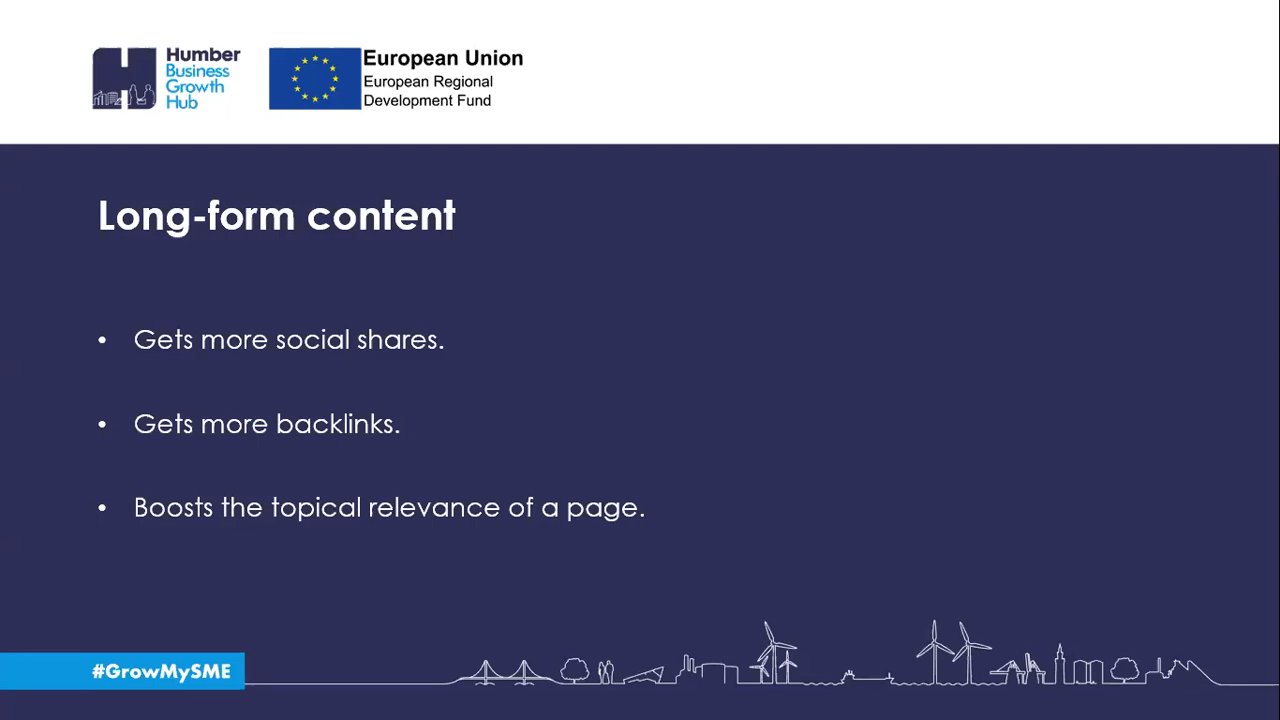 Humber
Business
Growth
Hub
European Union
European Regional
Development Fund
Long-form content
• Gets more social shares.
• Gets more backlinks.
• Boosts the topical relevance of a page.
#GrowMySME